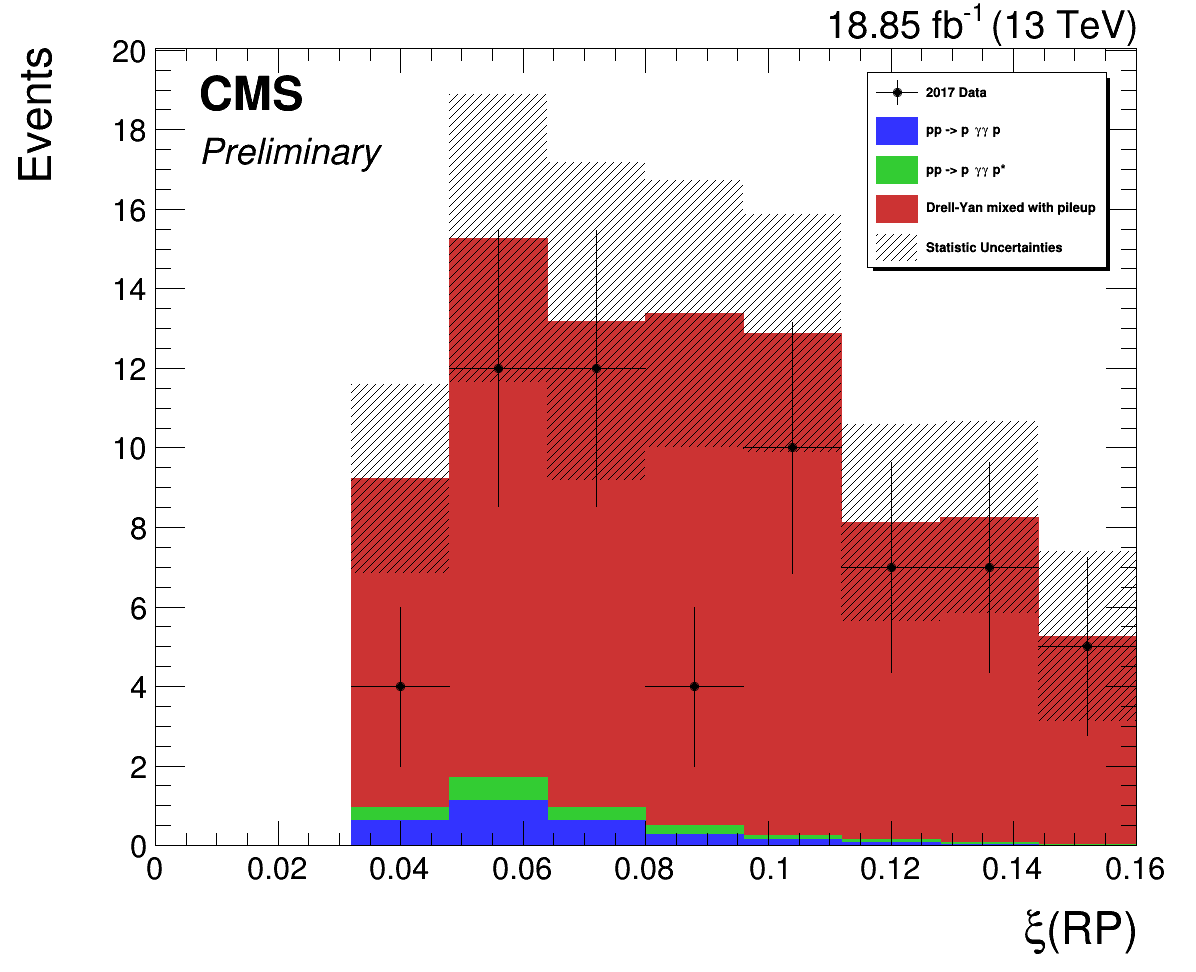 18.85 fb⁻¹ (13 TeV)
Events
CMS
Preliminary
2017 Data
pp -> p γγ p
pp -> p γγ p*
Drell-Yan mixed with pileup
Statistic Uncertainties
20
18
16
14
12
10
8
6
4
2
0
0 0.02 0.04 0.06 0.08 0.1 0.12 0.14 0.16
ξ(RP)